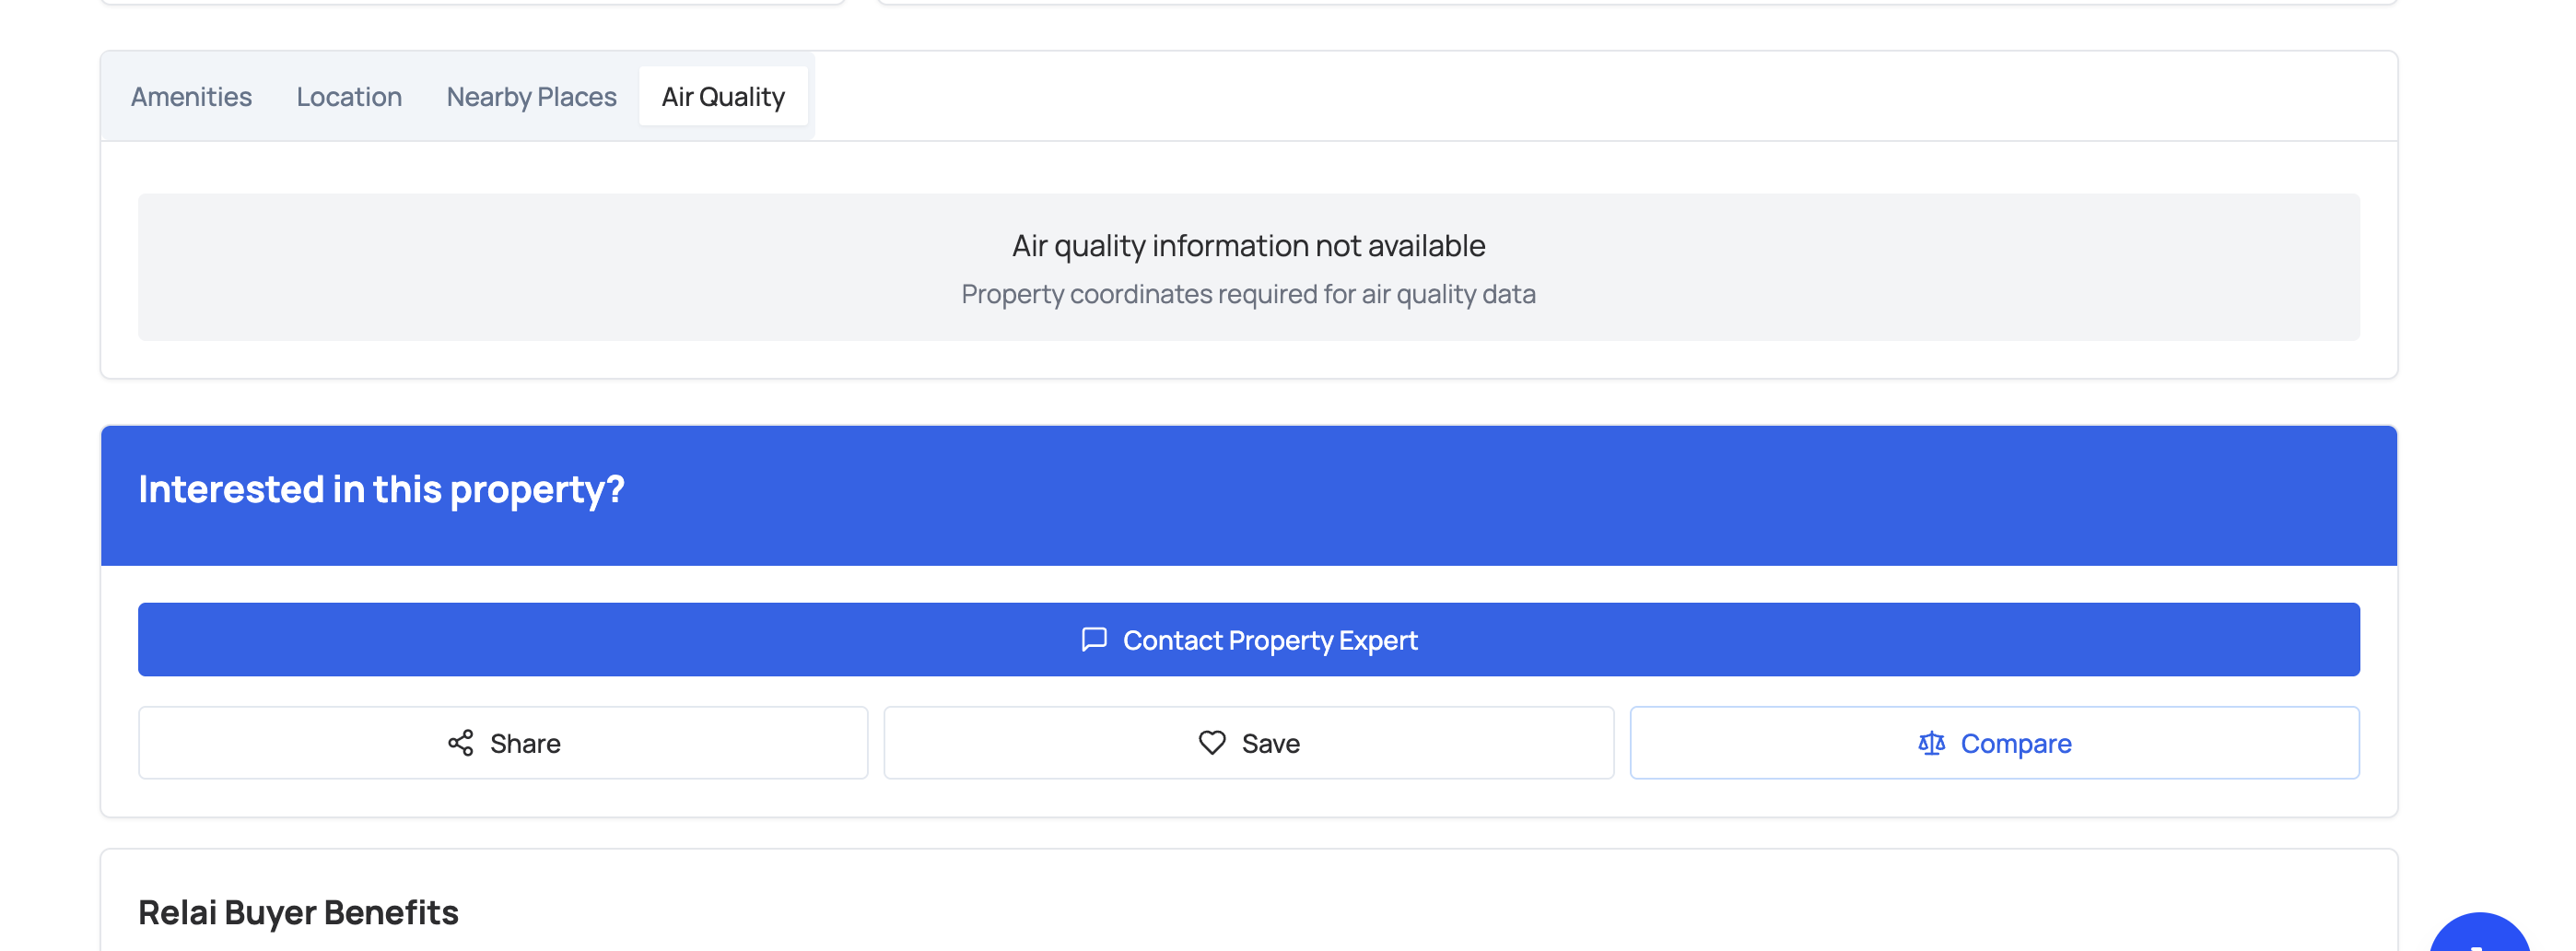 Amenities Location Nearby Places Air Quality
Air quality information not available
Property coordinates required for air quality data
Interested in this property?
Contact Property Expert
Share Save Compare
Relai Buyer Benefits